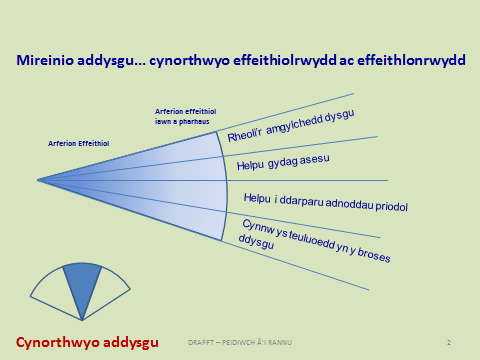 Mireinio addysgu... cynorthwyo effeithiolrwydd ac effeithlonrwydd
Arferion effeithiol
iawn a pharhaus
Arferion Effeithiol
Rheoli'r amgylchedd dysgu
Helpu gydag asesu
Helpu i ddarparu adnoddau priodol
Cynnwys teuluoedd yn y broses
ddysgu
Cynorthwyo addysgu
DRAFFT – PEIDIWCH Â'I RANNU
2